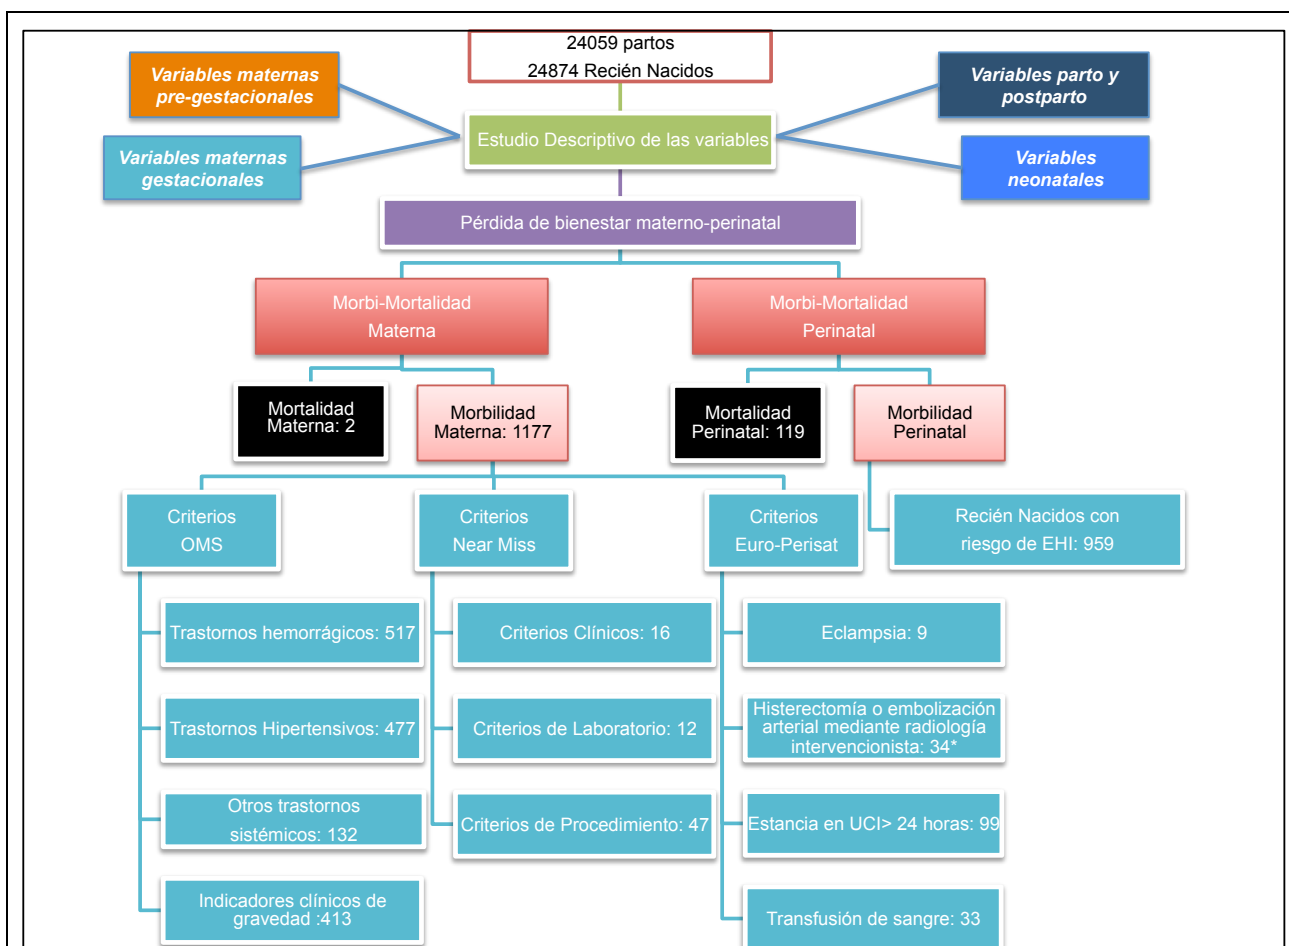 24059 partos
24874 Recién Nacidos
Variables maternas
pre-gestacionales
Variables parto y
postparto
Estudio Descriptivo de las variables
Variables maternas
gestacionales
Variables
neonatales
Pérdida de bienestar materno-perinatal
Morbi-Mortalidad
Materna
Morbi-Mortalidad
Perinatal
Mortalidad
Materna: 2
Morbilidad
Materna: 1177
Mortalidad
Perinatal: 119
Morbilidad
Perinatal
Criterios
OMS
Criterios
Near Miss
Criterios
Euro-Perisat
Recién Nacidos con
riesgo de EHI: 959
Trastornos hemorrágicos: 517
Criterios Clínicos: 16
Eclampsia: 9
Trastornos Hipertensivos: 477
Criterios de Laboratorio: 12
Histerectomía o embolización
arterial mediante radiología
intervencionista: 34*
Otros trastornos
sistémicos: 132
Criterios de Procedimiento: 47
Estancia en UCI> 24 horas: 99
Indicadores clínicos de
gravedad :413
Transfusión de sangre: 33